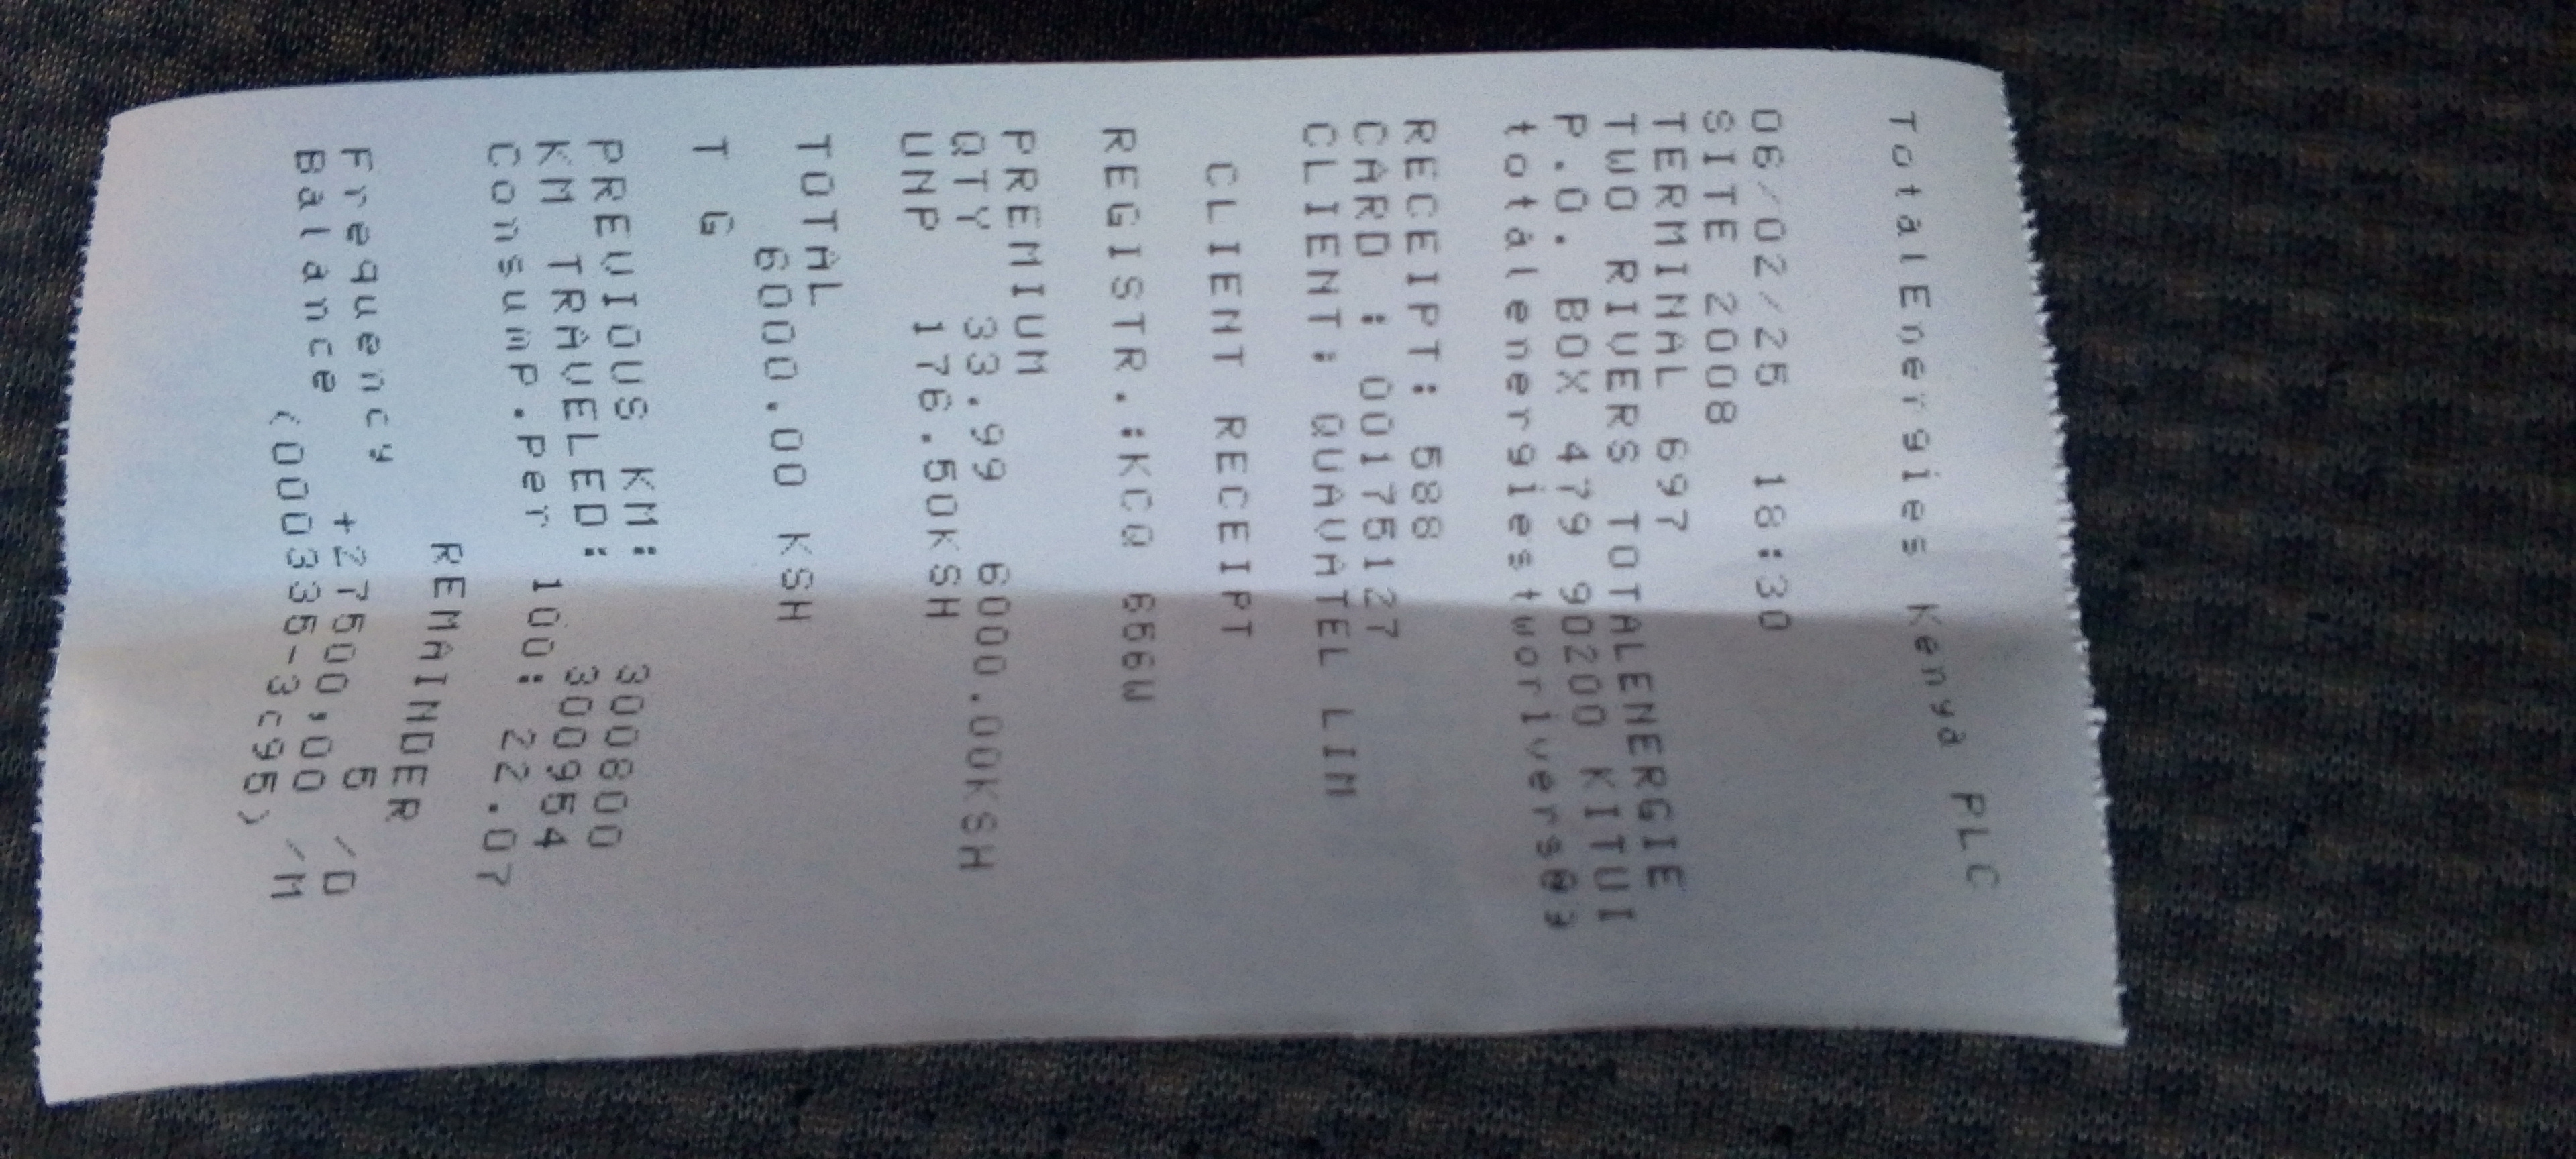 TotalEnergies Kenya PLC
06/02/25 18:30
SITE 2008
TERMINAL 697
TWO RIVERS TOTALENERGIE
P.O. BOX 479 90200 KITUI
RECEIPT: 588
CARD : 00175127
CLIENT: QUAVATEL LIM
CLIENT RECEIPT
REGISTR.:KCQ 666W
PREMIUM
QTY 33.99 6000.00KSH
UNP 176.50KSH
TOTAL
6000.00 KSH
T G
PREVIOUS KM: 300800
KM TRAVELED: 300954
Consump.per 100: 22.07
REMAINDER
Frequency 5 /D
Balance +27500,00 /M
(000335-3c95)